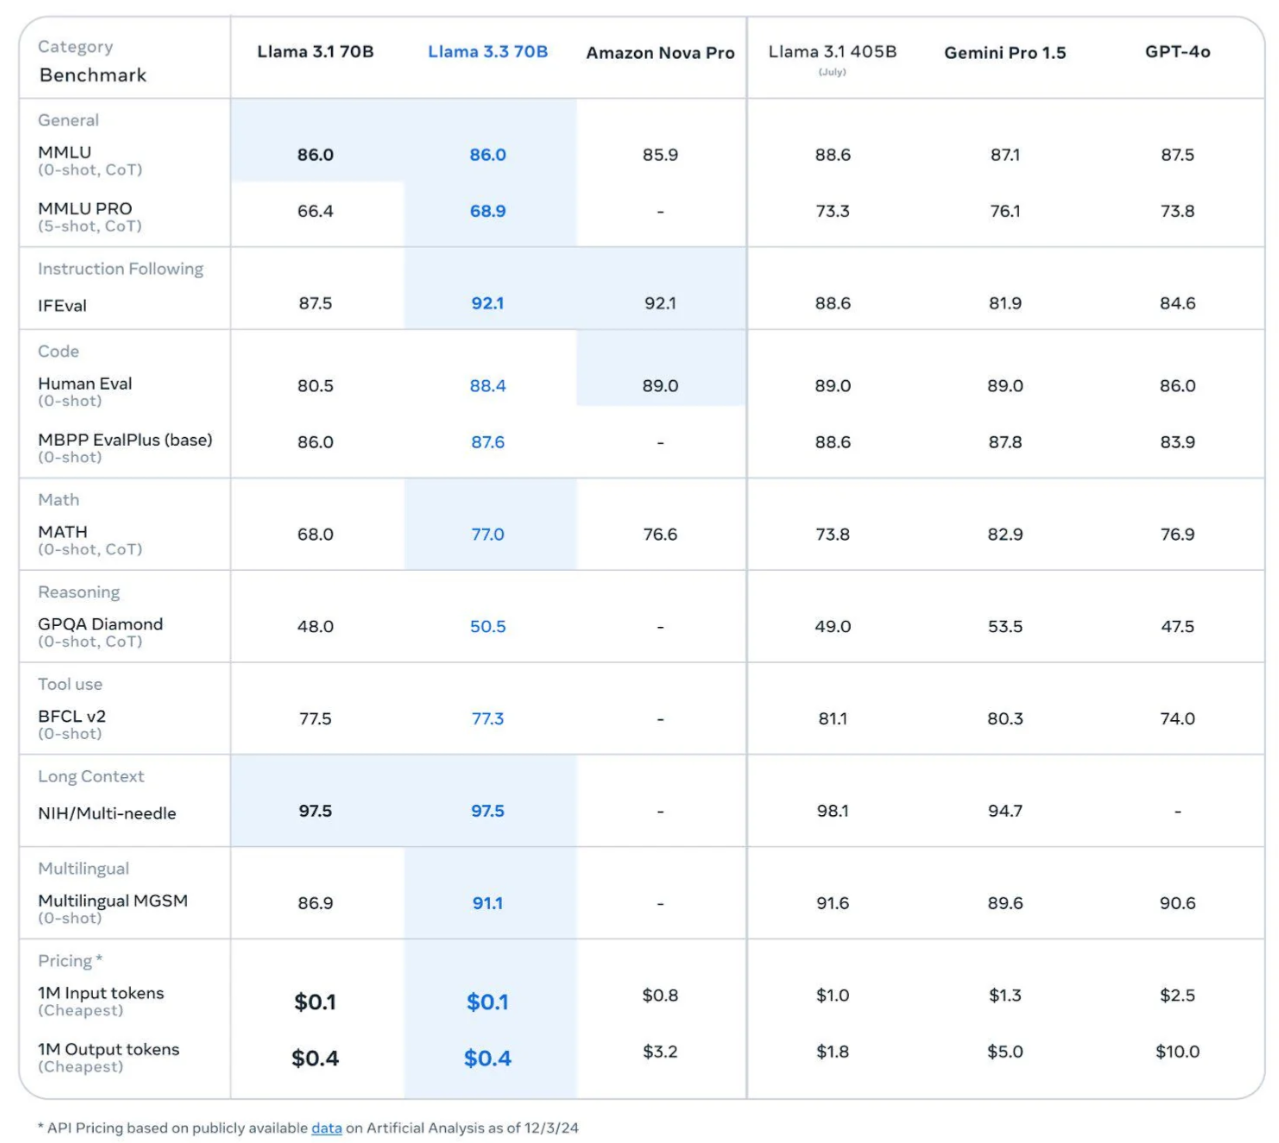 Category
Benchmark
Llama 3.1 70B
Llama 3.3 70B
Amazon Nova Pro
Llama 3.1 405B
(July)
Gemini Pro 1.5
GPT-4o
General
MMLU 86.0 86.0 85.9 88.6 87.1 87.5
(0-shot, CoT)
MMLU PRO 66.4 68.9 - 73.3 76.1 73.8
(5-shot, CoT)
Instruction Following
IFEval 87.5 92.1 92.1 88.6 81.9 84.6
Code
Human Eval 80.5 88.4 89.0 89.0 89.0 86.0
(0-shot)
MBPP EvalPlus (base) 86.0 87.6 - 88.6 87.8 83.9
(0-shot)
Math
MATH 68.0 77.0 76.6 73.8 82.9 76.9
(0-shot, CoT)
Reasoning
GPQA Diamond 48.0 50.5 - 49.0 53.5 47.5
(0-shot, CoT)
Tool use
BFCL v2 77.5 77.3 - 81.1 80.3 74.0
(0-shot)
Long Context
NIH/Multi-needle 97.5 97.5 - 98.1 94.7 -
Multilingual
Multilingual MGSM 86.9 91.1 - 91.6 89.6 90.6
(0-shot)
Pricing *
1M Input tokens $0.1 $0.1 $0.8 $1.0 $1.3 $2.5
(Cheapest)
1M Output tokens $0.4 $0.4 $3.2 $1.8 $5.0 $10.0
(Cheapest)
* API Pricing based on publicly available data on Artificial Analysis as of 12/3/24